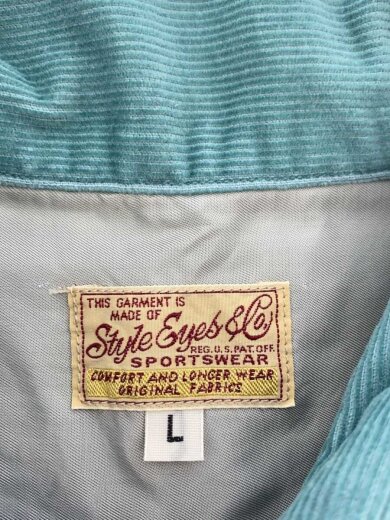 THIS GARMENT IS
MADE OF
Style Eyes & Co
REG. U.S. PAT. OFF.
SPORTSWEAR
COMFORT AND LONGER WEAR
ORIGINAL FABRICS
L